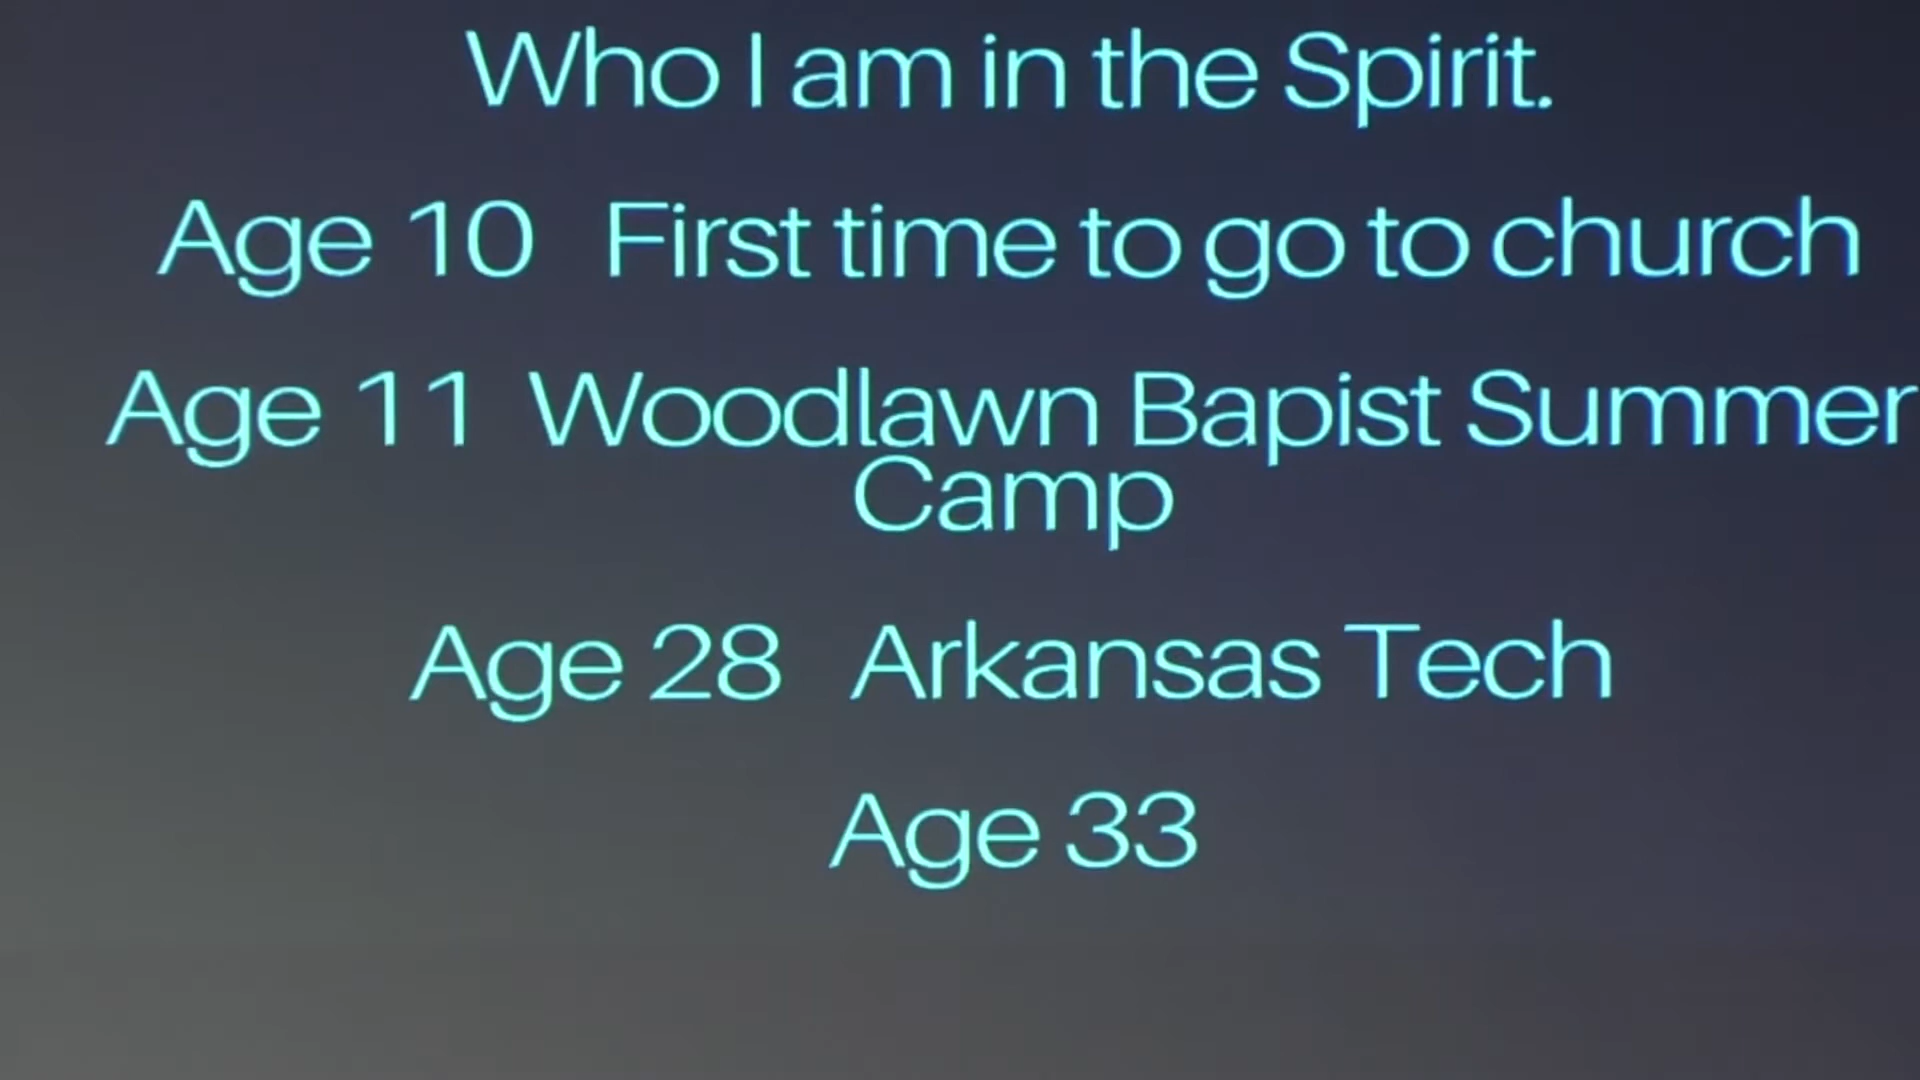 Who I am in the Spirit.
Age 10 First time to go to church
Age 11 Woodlawn Bapist Summer
Camp
Age 28 Arkansas Tech
Age 33